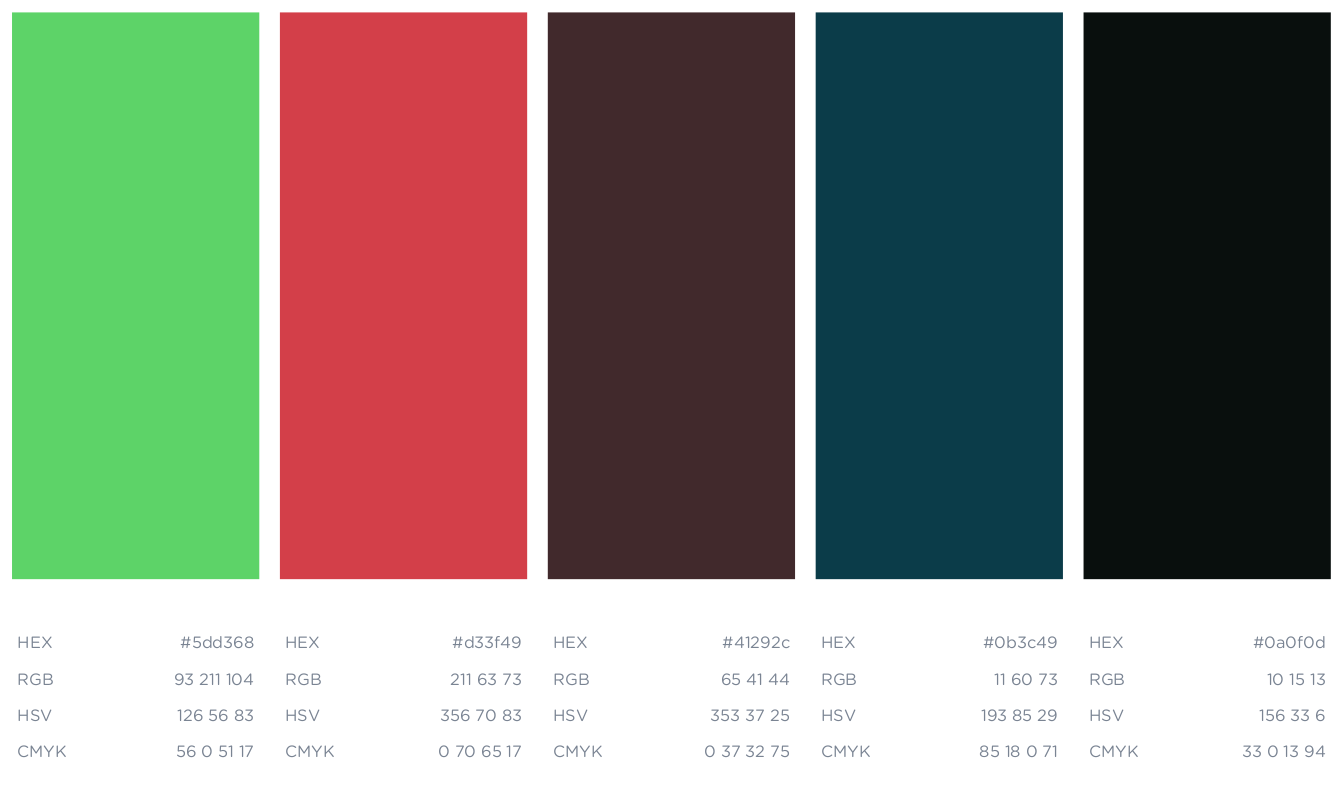 HEX #5dd368
RGB 93 211 104
HSV 126 56 83
CMYK 56 0 51 17
HEX #d33f49
RGB 211 63 73
HSV 356 70 83
CMYK 0 70 65 17
HEX #41292c
RGB 65 41 44
HSV 353 37 25
CMYK 0 37 32 75
HEX #0b3c49
RGB 11 60 73
HSV 193 85 29
CMYK 85 18 0 71
HEX #0a0f0d
RGB 10 15 13
HSV 156 33 6
CMYK 33 0 13 94